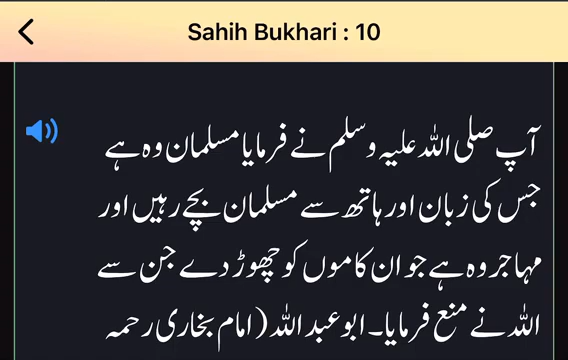 Sahih Bukhari : 10
آپ صلی اللہ علیہ وسلم نے فرمایا مسلمان وہ ہے
جس کی زبان اور ہاتھ سے مسلمان بچے رہیں اور
مہاجر وہ ہے جو ان کاموں کو چھوڑ دے جن سے
اللہ نے منع فرمایا۔ ابوعبداللہ (امام بخاری رحمہ